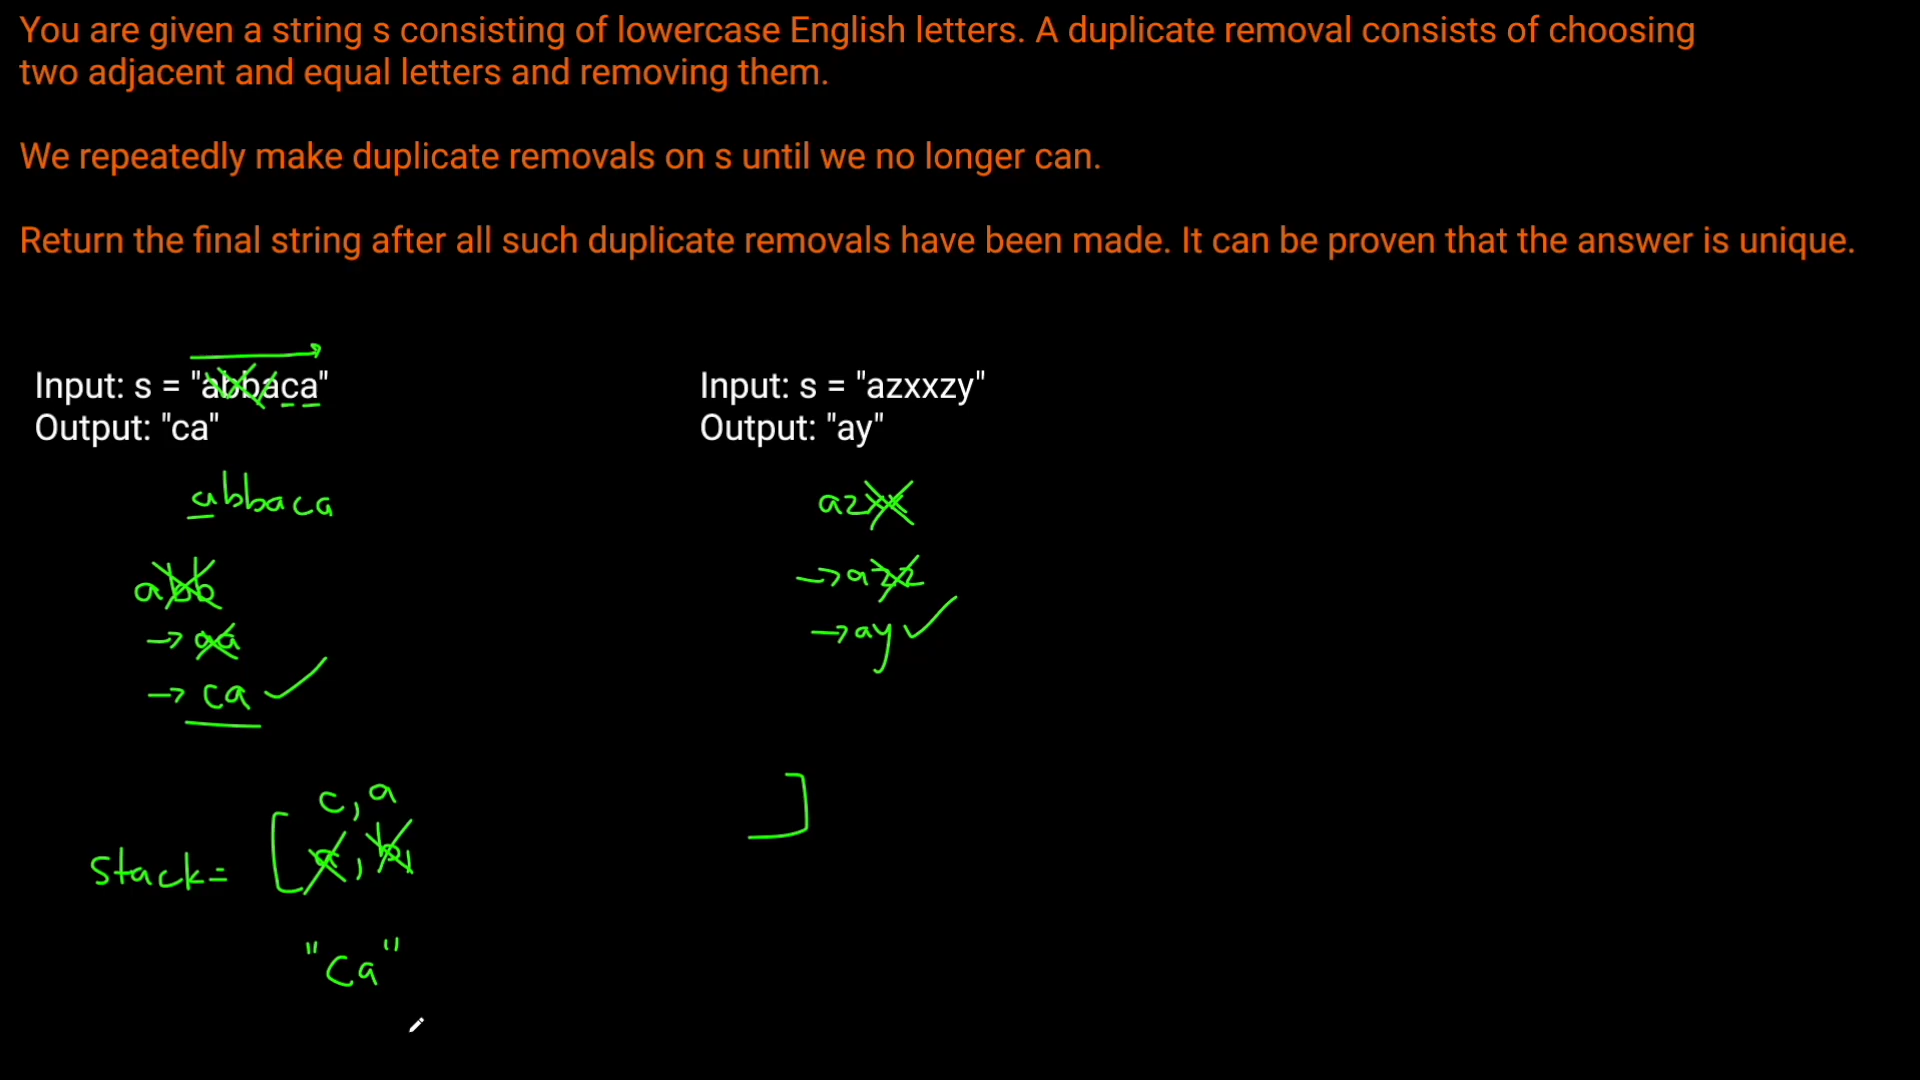 You are given a string s consisting of lowercase English letters. A duplicate removal consists of choosing
two adjacent and equal letters and removing them.
We repeatedly make duplicate removals on s until we no longer can.
Return the final string after all such duplicate removals have been made. It can be proven that the answer is unique.
Input: s = "abbaca"
Output: "ca"
abbaca
abb
→ aa
→ ca
stack = [a, b,
c, a
"ca"
Input: s = "azxxzy"
Output: "ay"
azxx
→ azz
→ ay
]